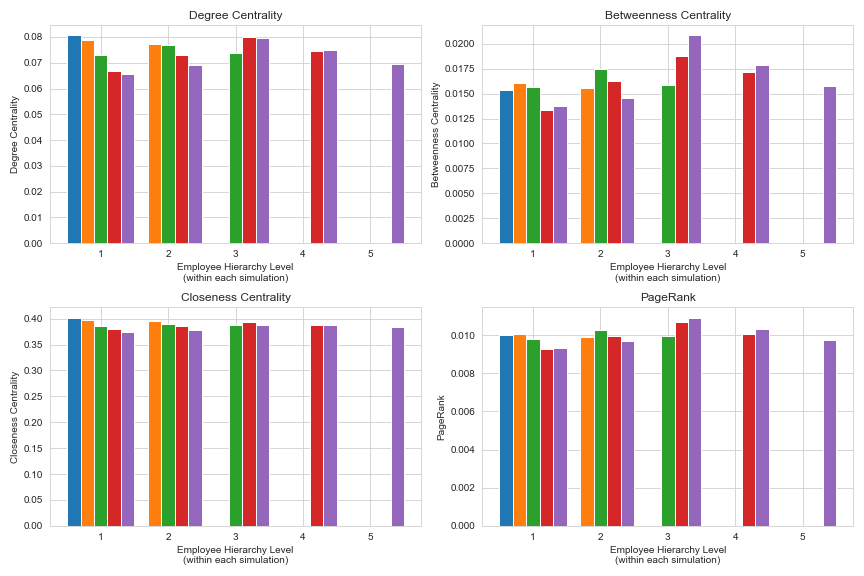 Degree Centrality
Degree Centrality
0.08
0.07
0.06
0.05
0.04
0.03
0.02
0.01
0.00
1 2 3 4 5
Employee Hierarchy Level
(within each simulation)
Betweenness Centrality
Betweenness Centrality
0.0200
0.0175
0.0150
0.0125
0.0100
0.0075
0.0050
0.0025
0.0000
1 2 3 4 5
Employee Hierarchy Level
(within each simulation)
Closeness Centrality
Closeness Centrality
0.40
0.35
0.30
0.25
0.20
0.15
0.10
0.05
0.00
1 2 3 4 5
Employee Hierarchy Level
(within each simulation)
PageRank
PageRank
0.010
0.008
0.006
0.004
0.002
0.000
1 2 3 4 5
Employee Hierarchy Level
(within each simulation)